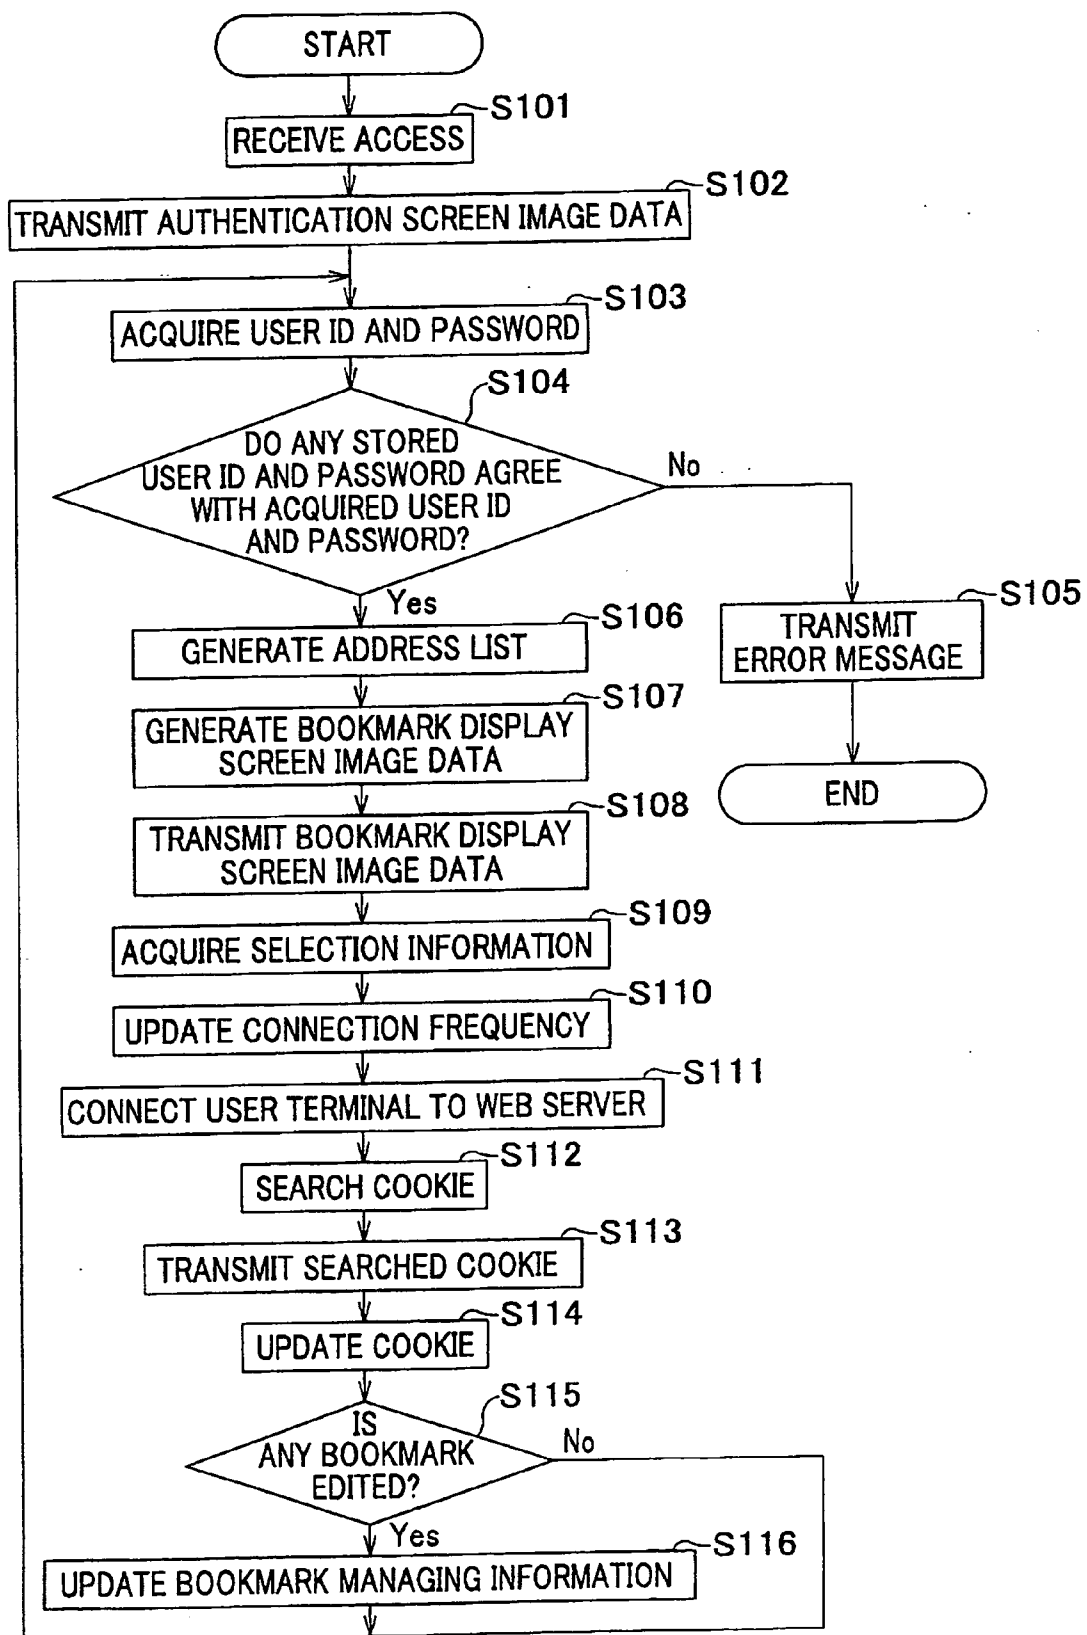 START
S101
RECEIVE ACCESS
S102
TRANSMIT AUTHENTICATION SCREEN IMAGE DATA
S103
ACQUIRE USER ID AND PASSWORD
S104
DO ANY STORED
USER ID AND PASSWORD AGREE
WITH ACQUIRED USER ID
AND PASSWORD?
No
Yes
S105
TRANSMIT
ERROR MESSAGE
END
S106
GENERATE ADDRESS LIST
S107
GENERATE BOOKMARK DISPLAY
SCREEN IMAGE DATA
S108
TRANSMIT BOOKMARK DISPLAY
SCREEN IMAGE DATA
S109
ACQUIRE SELECTION INFORMATION
S110
UPDATE CONNECTION FREQUENCY
S111
CONNECT USER TERMINAL TO WEB SERVER
S112
SEARCH COOKIE
S113
TRANSMIT SEARCHED COOKIE
S114
UPDATE COOKIE
S115
IS
ANY BOOKMARK
EDITED?
No
Yes
S116
UPDATE BOOKMARK MANAGING INFORMATION